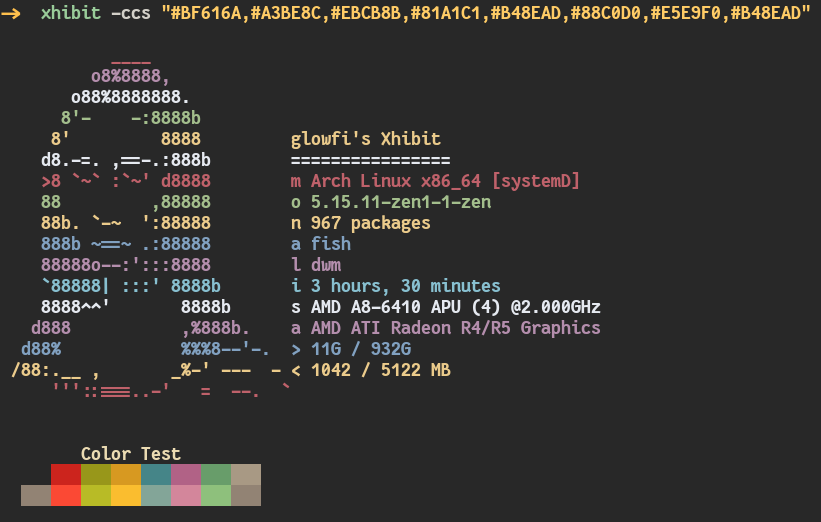 -> xhibit -ccs "#BF616A,#A3BE8C,#EBCB8B,#81A1C1,#B48EAD,#88C0D0,#E5E9F0,#B48EAD"
____
o8%8888,
o88%8888888.
8'-    -:8888b
8'         8888         glowfi's Xhibit
d8.-=. ,==-.:888b        ================
>8 `~` :`~' d8888        m Arch Linux x86_64 [systemD]
88         ,88888        o 5.15.11-zen1-1-zen
88b. `-~  ':88888        n 967 packages
888b ~==~ .:88888        a fish
88888o--:':::8888        l dwm
`88888| :::' 8888b       i 3 hours, 30 minutes
8888^^'       8888b      s AMD A8-6410 APU (4) @2.000GHz
d888           ,%888b.    a AMD ATI Radeon R4/R5 Graphics
d88%            %%%8--'-.  > 11G / 932G
/88:.__ ,       _%-' ---  - < 1042 / 5122 MB
'''::===..-'   =  --.  `
Color Test